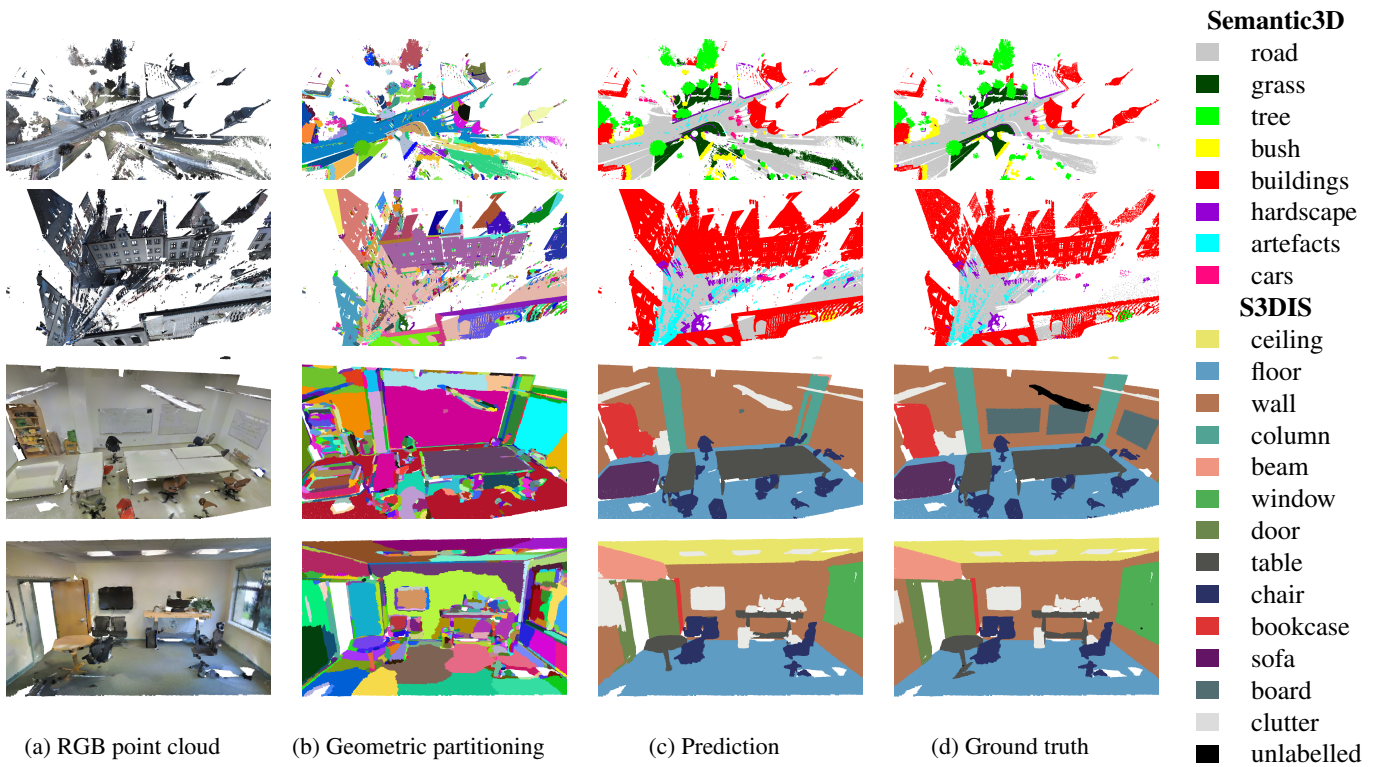 Semantic3D
road
grass
tree
bush
buildings
hardscape
artefacts
cars
S3DIS
ceiling
floor
wall
column
beam
window
door
table
chair
bookcase
sofa
board
clutter
unlabelled
(a) RGB point cloud
(b) Geometric partitioning
(c) Prediction
(d) Ground truth